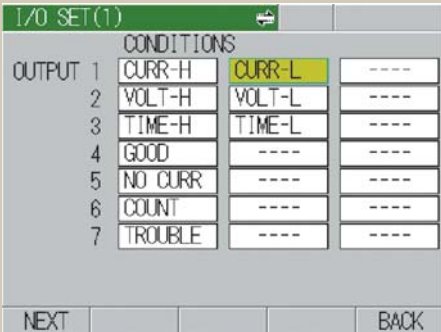 I/O SET(1)
CONDITIONS
OUTPUT 1 CURR-H CURR-L ----
2 VOLT-H VOLT-L ----
3 TIME-H TIME-L ----
4 GOOD ---- ----
5 NO CURR ---- ----
6 COUNT ---- ----
7 TROUBLE ---- ----
NEXT BACK